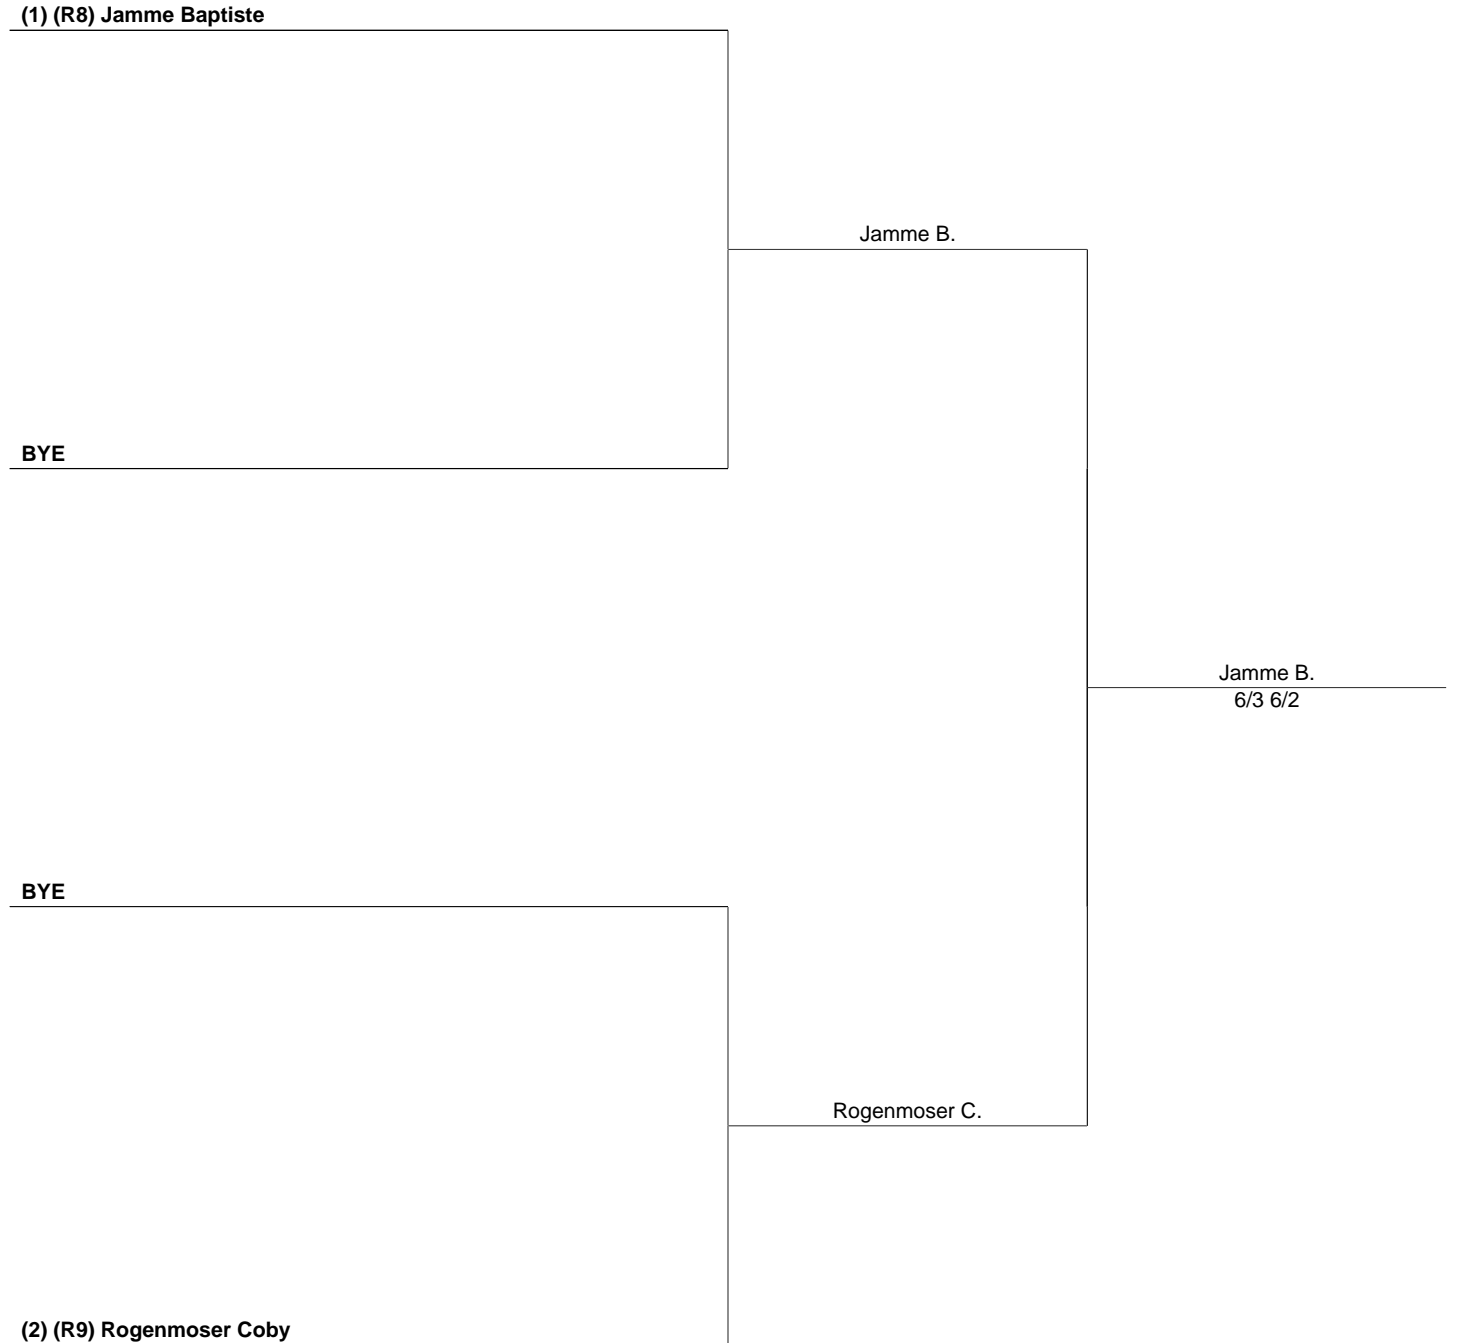 (1) (R8) Jamme Baptiste
Jamme B.
BYE
Jamme B.
6/3 6/2
BYE
Rogenmoser C.
(2) (R9) Rogenmoser Coby